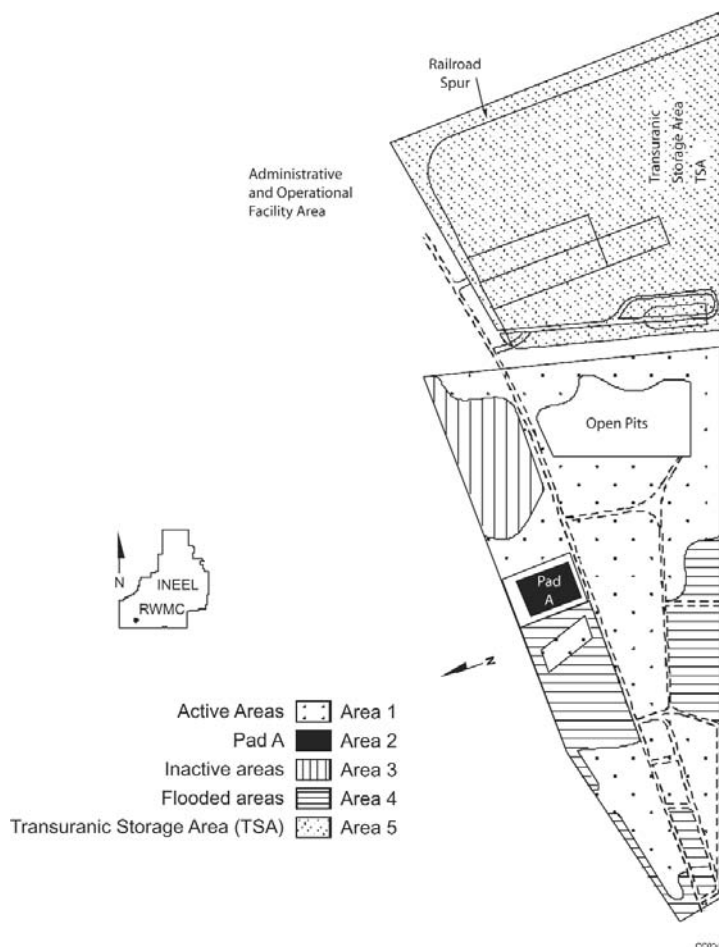 Railroad
Spur
Transuranic
Storage Area
TSA
Administrative
and Operational
Facility Area
Open Pits
Pad
A
N
INEEL
RWMC
N
Active Areas Area 1
Pad A Area 2
Inactive areas Area 3
Flooded areas Area 4
Transuranic Storage Area (TSA) Area 5